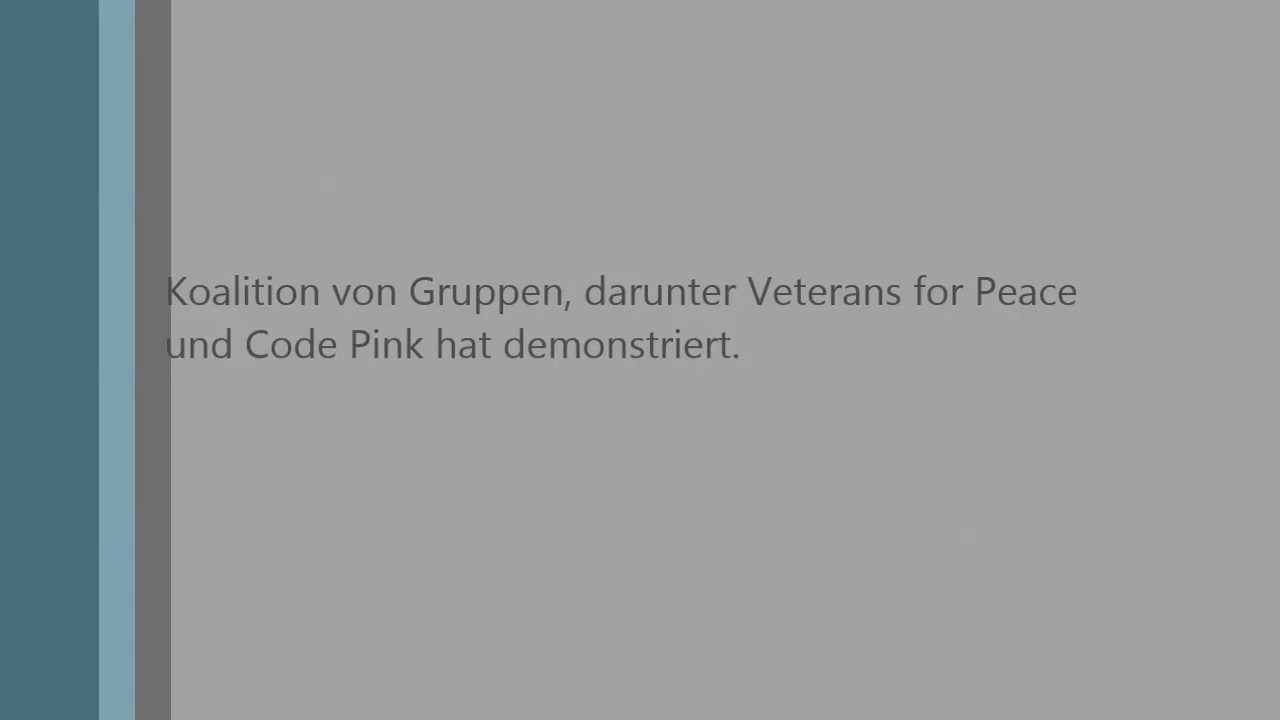 Koalition von Gruppen, darunter Veterans for Peace
und Code Pink hat demonstriert.